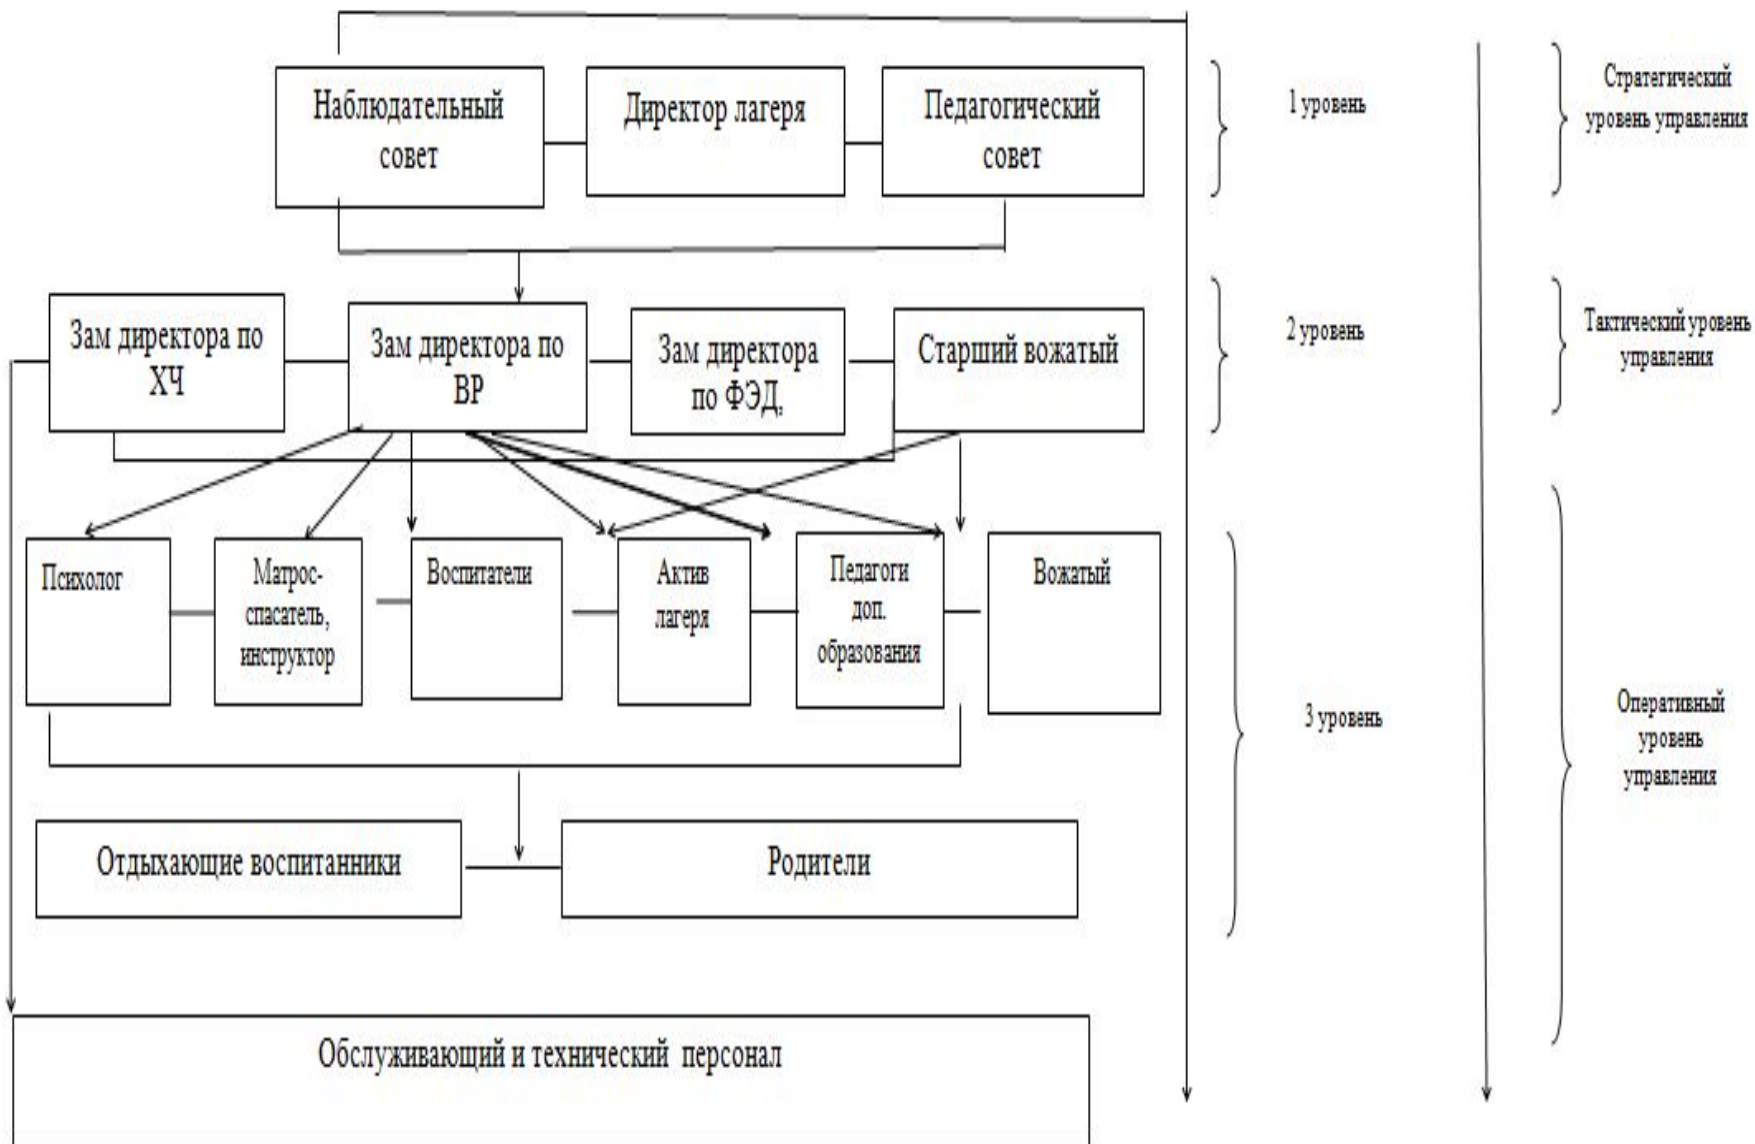 Наблюдательный
совет
Директор лагеря
Педагогический
совет
1 уровень
Стратегический
уровень управления
Зам директора по
ХЧ
Зам директора по
ВР
Зам директора
по ФЭД,
Старший вожатый
2 уровень
Тактический уровень
управления
Психолог
Матрос-
спасатель,
инструктор
Воспитатели
Актив
лагеря
Педагоги
доп.
образования
Вожатый
3 уровень
Оперативный
уровень
управления
Отдыхающие воспитанники
Родители
Обслуживающий и технический персонал